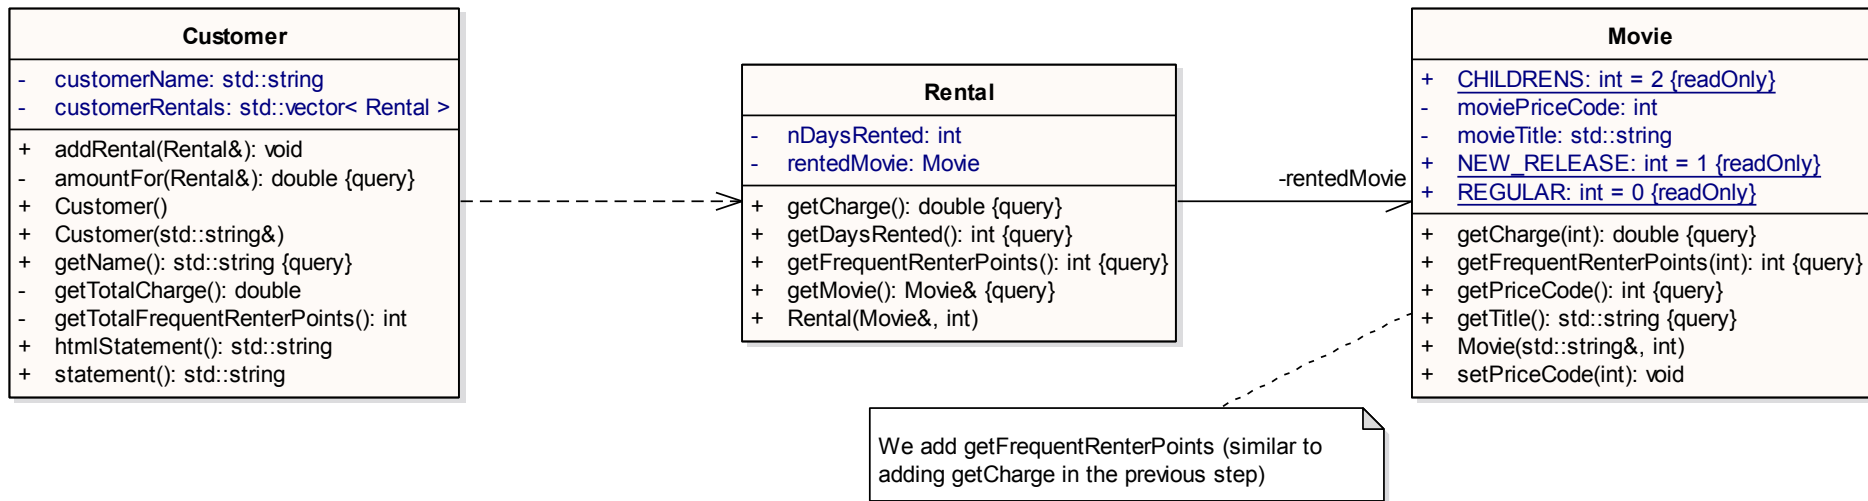 Customer
- customerName: std::string
- customerRentals: std::vector< Rental >
+ addRental(Rental&): void
- amountFor(Rental&): double {query}
+ Customer()
+ Customer(std::string&)
+ getName(): std::string {query}
- getTotalCharge(): double
- getTotalFrequentRenterPoints(): int
+ htmlStatement(): std::string
+ statement(): std::string
Rental
- nDaysRented: int
- rentedMovie: Movie
+ getCharge(): double {query}
+ getDaysRented(): int {query}
+ getFrequentRenterPoints(): int {query}
+ getMovie(): Movie& {query}
+ Rental(Movie&, int)
-rentedMovie
Movie
+ CHILDRENS: int = 2 {readOnly}
- moviePriceCode: int
- movieTitle: std::string
+ NEW_RELEASE: int = 1 {readOnly}
+ REGULAR: int = 0 {readOnly}
+ getCharge(int): double {query}
+ getFrequentRenterPoints(int): int {query}
+ getPriceCode(): int {query}
+ getTitle(): std::string {query}
+ Movie(std::string&, int)
+ setPriceCode(int): void
We add getFrequentRenterPoints (similar to
adding getCharge in the previous step)